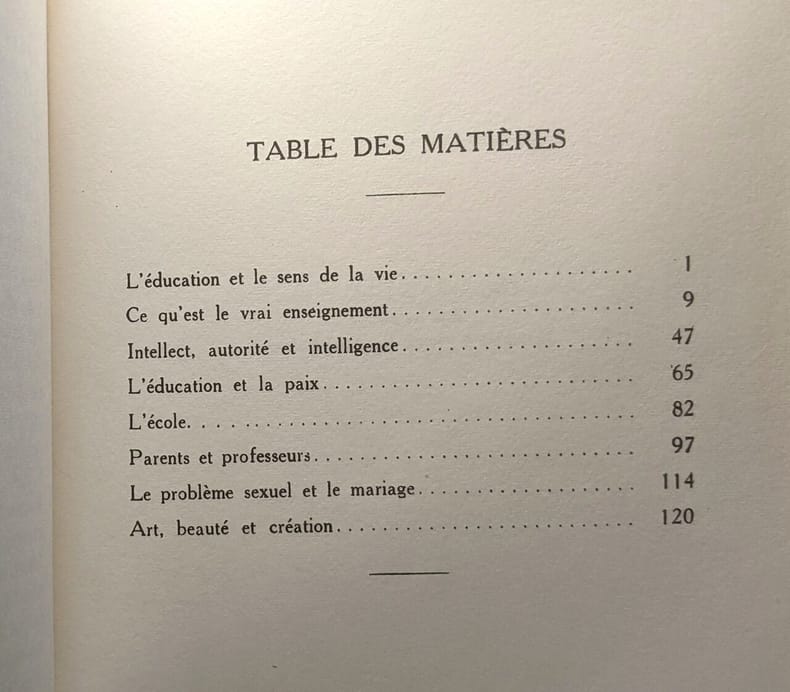 TABLE DES MATIÈRES
L'éducation et le sens de la vie. . . . . . . . . . . . . . . . . . . . . 1
Ce qu'est le vrai enseignement. . . . . . . . . . . . . . . . . . . . . . 9
Intellect, autorité et intelligence. . . . . . . . . . . . . . . . . . . . . 47
L'éducation et la paix. . . . . . . . . . . . . . . . . . . . . . . . . . . 65
L'école. . . . . . . . . . . . . . . . . . . . . . . . . . . . . . . . . . . . 82
Parents et professeurs. . . . . . . . . . . . . . . . . . . . . . . . . . . 97
Le problème sexuel et le mariage. . . . . . . . . . . . . . . . . . . 114
Art, beauté et création. . . . . . . . . . . . . . . . . . . . . . . . . . 120